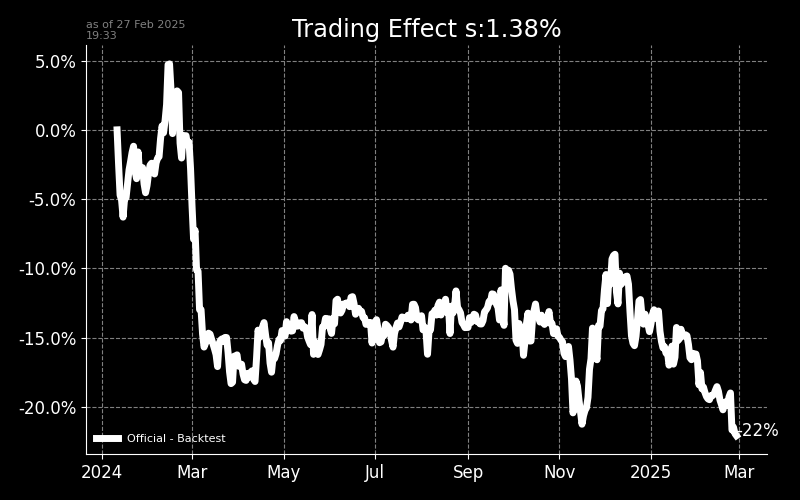 as of 27 Feb 2025
19:33
Trading Effect s:1.38%
5.0%
0.0%
-5.0%
-10.0%
-15.0%
-20.0%
-22%
Official - Backtest
2024 Mar May Jul Sep Nov 2025 Mar